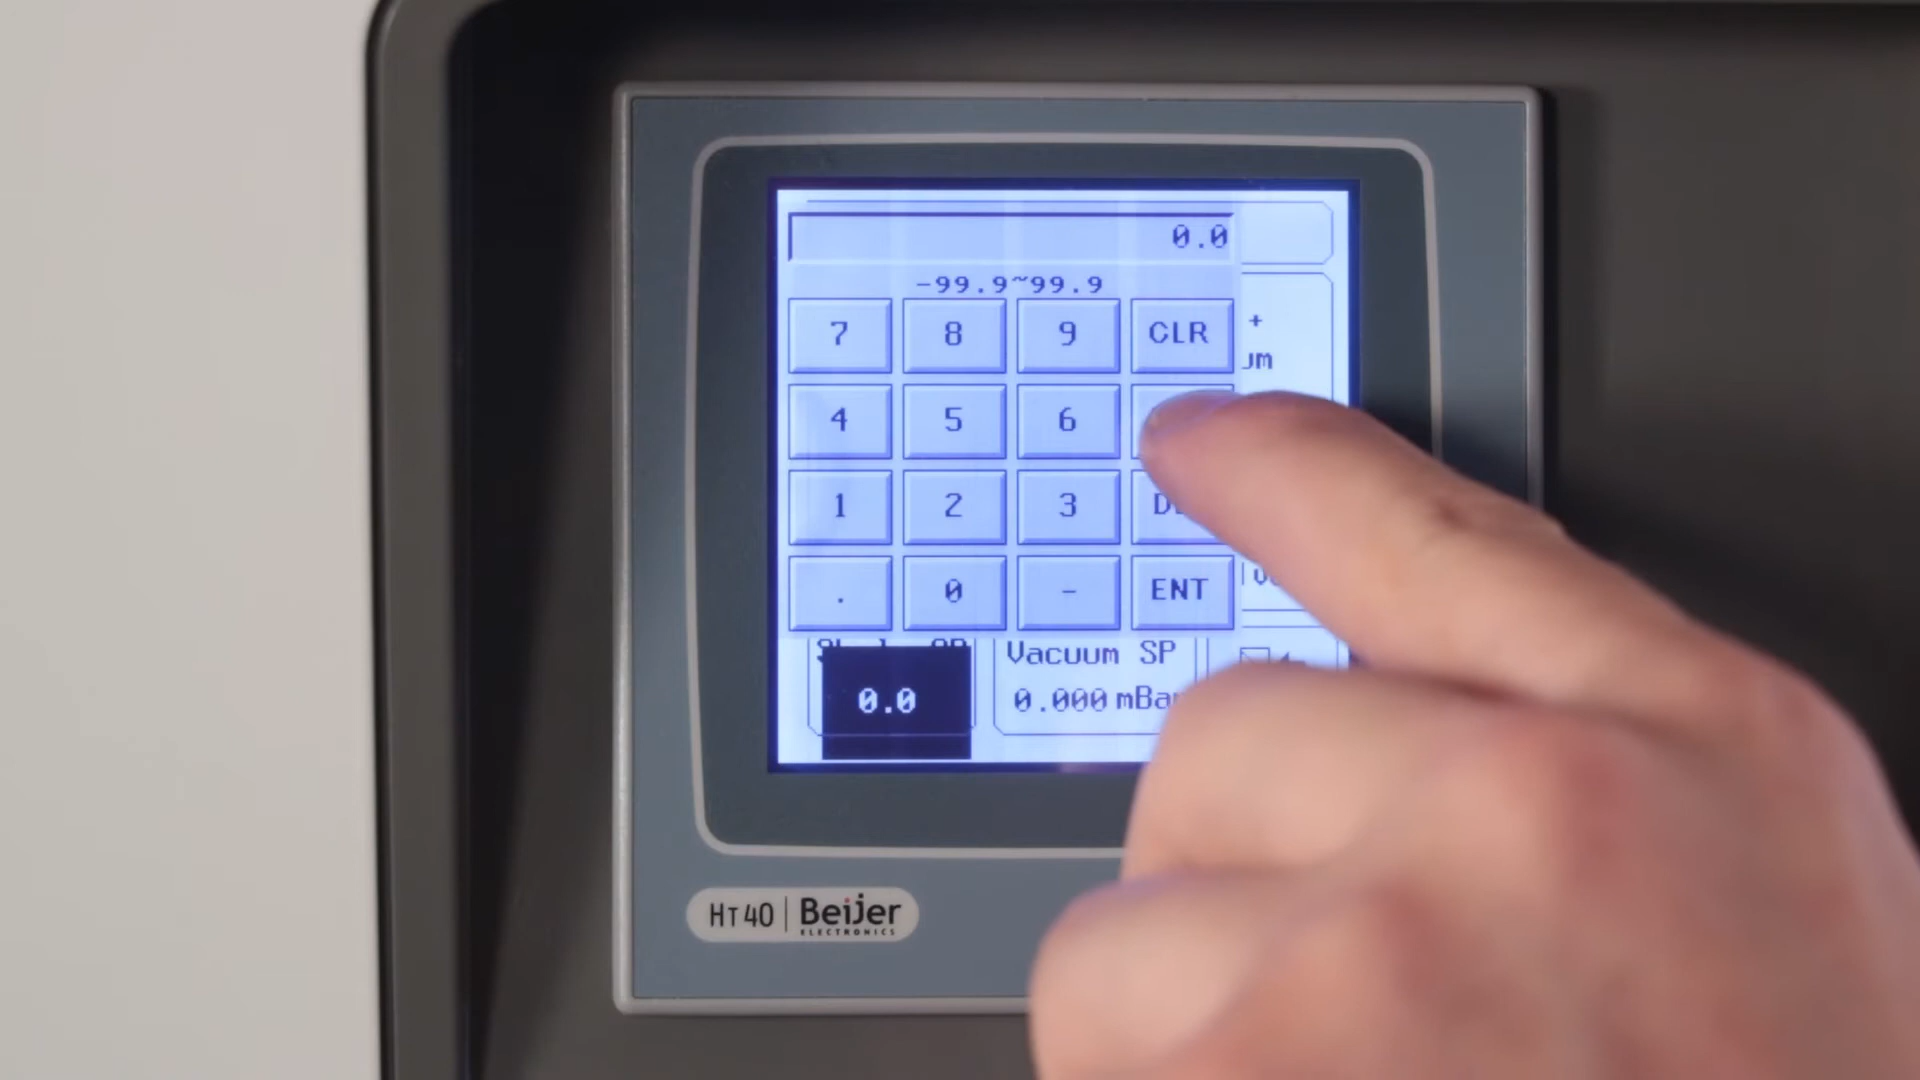 0.0
-99.9~99.9
7 8 9 CLR
+
4 5 6
1 2 3
. 0 - ENT
Vacuum SP
0.0
0.000 mBar
HT40 | Beijer
ELECTRONICS